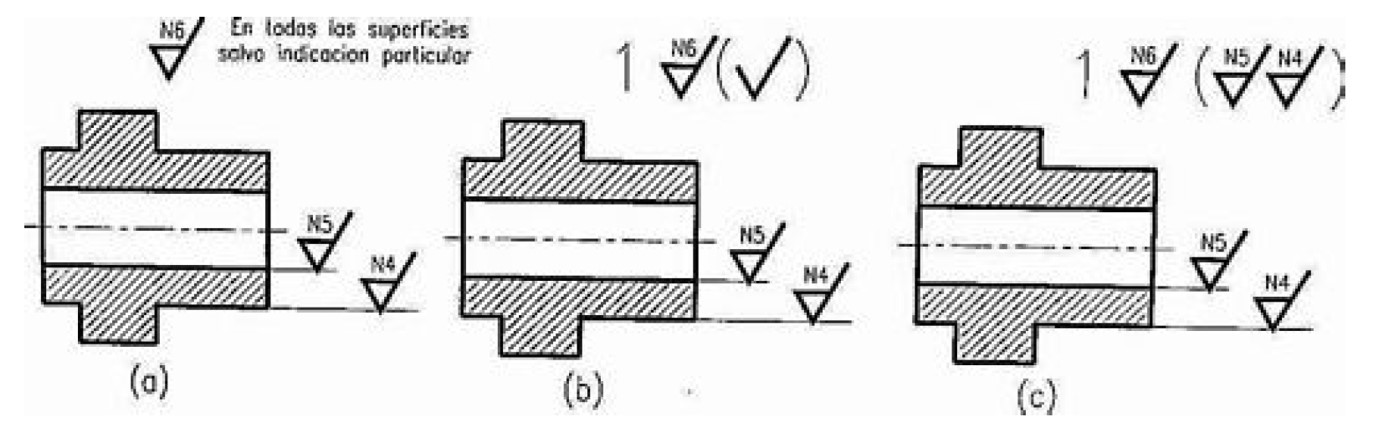 N6 En todas las superficies
salvo indicacion particular
N5
N4
(a)
1 N6 ( )
N5
N4
(b)
1 N6 (N5 N4)
N5
N4
(c)